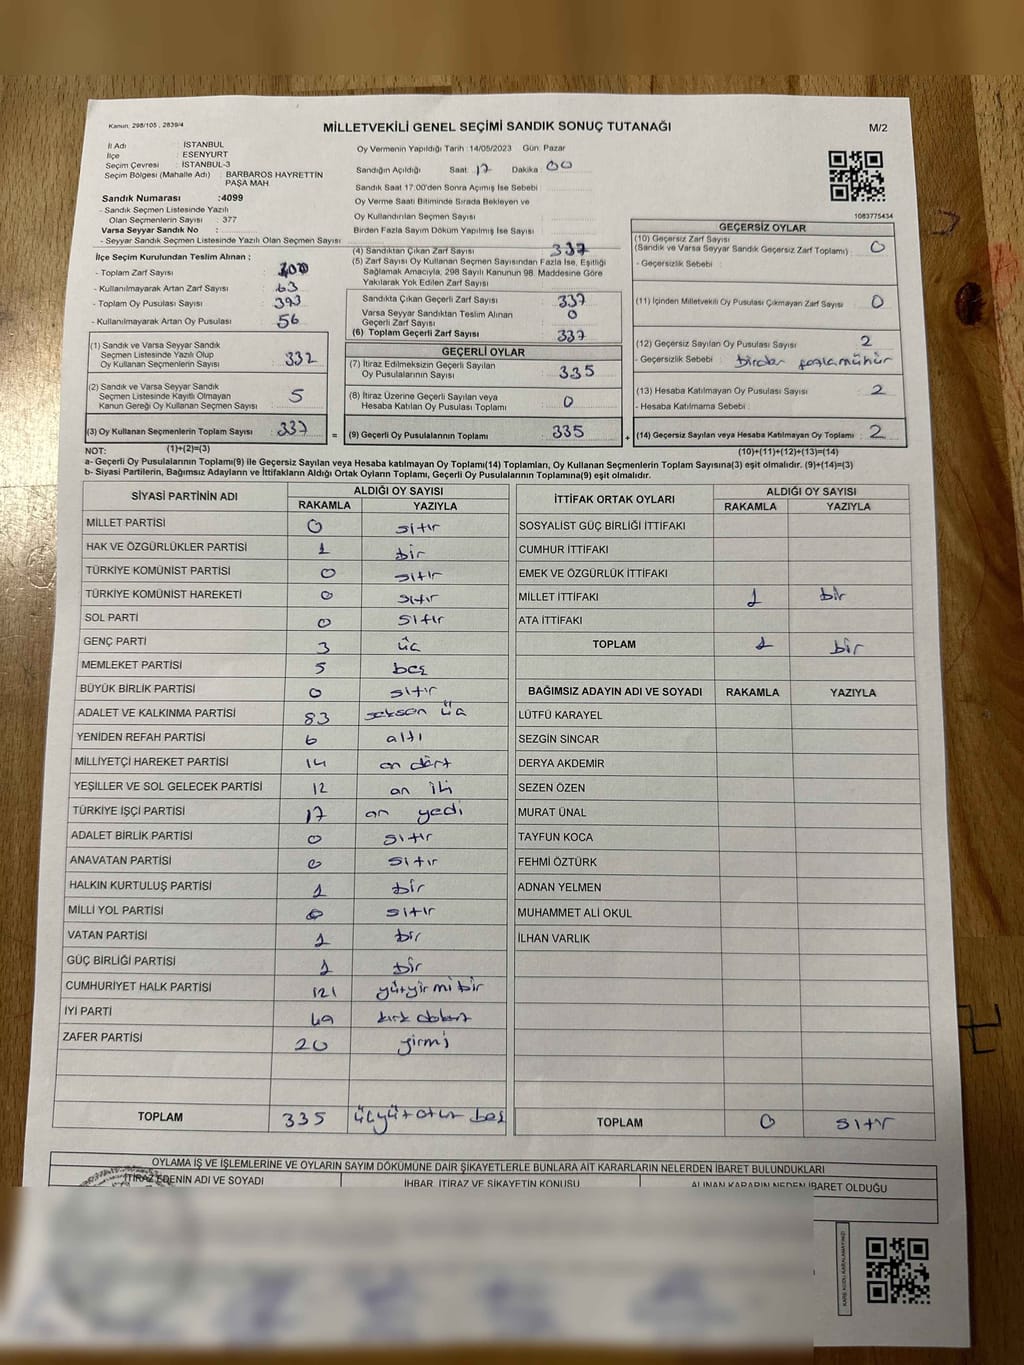 Kanun, 298/105 , 2839/4
MİLLETVEKİLİ GENEL SEÇİMİ SANDIK SONUÇ TUTANAĞI
M/2
İl Adı : İSTANBUL
İlçe : ESENYURT
Seçim Çevresi : İSTANBUL-3
Seçim Bölgesi (Mahalle Adı) : BARBAROS HAYRETTİN
PAŞA MAH
Sandık Numarası :4099
- Sandık Seçmen Listesinde Yazılı
Olan Seçmenlerin Sayısı : 377
Varsa Seyyar Sandık No :
- Seyyar Sandık Seçmen Listesinde Yazılı Olan Seçmen Sayısı
İlçe Seçim Kurulundan Teslim Alınan ;
- Toplam Zarf Sayısı : 400
- Kullanılmayarak Artan Zarf Sayısı : 63
- Toplam Oy Pusulası Sayısı : 393
- Kullanılmayarak Artan Oy Pusulası : 56
(1) Sandık ve Varsa Seyyar Sandık
Seçmen Listesinde Yazılı Olup
Oy Kullanan Seçmenlerin Sayısı : 332
(2) Sandık ve Varsa Seyyar Sandık
Seçmen Listesinde Kayıtlı Olmayan
Kanun Gereği Oy Kullanan Seçmen Sayısı : 5
(3) Oy Kullanan Seçmenlerin Toplam Sayısı : 337
Oy Vermenin Yapıldığı Tarih :14/05/2023 Gün: Pazar
Sandığın Açıldığı Saat: 17 Dakika: 00
Sandık Saat 17:00'den Sonra Açımış İse Sebebi :
Oy Verme Saati Bitiminde Sırada Bekleyen ve
Oy Kullandırılan Seçmen Sayısı :
Birden Fazla Sayım Döküm Yapılmış İse Sayısı :
(4) Sandıktan Çıkan Zarf Sayısı : 337
(5) Zarf Sayısı Oy Kullanan Seçmen Sayısından Fazla İse, Eşitliği
Sağlamak Amacıyla, 298 Sayılı Kanunun 98. Maddesine Göre
Yakılarak Yok Edilen Zarf Sayısı :
Sandıkta Çıkan Geçerli Zarf Sayısı : 337
Varsa Seyyar Sandıktan Teslim Alınan
Geçerli Zarf Sayısı : 0
(6) Toplam Geçerli Zarf Sayısı : 337
GEÇERLİ OYLAR
(7) İtiraz Edilmeksizin Geçerli Sayılan
Oy Pusulalarının Sayısı : 335
(8) İtiraz Üzerine Geçerli Sayılan veya
Hesaba Katılan Oy Pusulası Toplamı : 0
= (9) Geçerli Oy Pusulalarının Toplamı : 335
1083775434
GEÇERSİZ OYLAR
(10) Geçersiz Zarf Sayısı
(Sandık ve Varsa Seyyar Sandık Geçersiz Zarf Toplamı) : 0
- Geçersizlik Sebebi :
(11) İçinden Milletvekili Oy Pusulası Çıkmayan Zarf Sayısı : 0
(12) Geçersiz Sayılan Oy Pusulası Sayısı : 2
- Geçersizlik Sebebi : Birden fazla mühür
(13) Hesaba Katılmayan Oy Pusulası Sayısı : 2
- Hesaba Katılmama Sebebi :
+ (14) Geçersiz Sayılan veya Hesaba Katılmayan Oy Toplamı : 2
NOT: (1)+(2)=(3)
(10)+(11)+(12)+(13)=(14)
a- Geçerli Oy Pusulalarının Toplamı(9) ile Geçersiz Sayılan veya Hesaba katılmayan Oy Toplamı(14) Toplamları, Oy Kullanan Seçmenlerin Toplam Sayısına(3) eşit olmalıdır. (9)+(14)=(3)
b- Siyasi Partilerin, Bağımsız Adayların ve İttifakların Aldığı Ortak Oyların Toplamı, Geçerli Oy Pusulalarının Toplamına(9) eşit olmalıdır.
SİYASİ PARTİNİN ADI ALDIĞI OY SAYISI
RAKAMLA YAZIYLA
MİLLET PARTİSİ 0 sıfır
HAK VE ÖZGÜRLÜKLER PARTİSİ 1 bir
TÜRKİYE KOMÜNİST PARTİSİ 0 sıfır
TÜRKİYE KOMÜNİST HAREKETİ 0 sıfır
SOL PARTİ 0 sıfır
GENÇ PARTİ 3 üç
MEMLEKET PARTİSİ 5 beş
BÜYÜK BİRLİK PARTİSİ 0 sıfır
ADALET VE KALKINMA PARTİSİ 83 seksen üç
YENİDEN REFAH PARTİSİ 6 altı
MİLLİYETÇİ HAREKET PARTİSİ 14 on dört
YEŞİLLER VE SOL GELECEK PARTİSİ 12 on iki
TÜRKİYE İŞÇİ PARTİSİ 17 on yedi
ADALET BİRLİK PARTİSİ 0 sıfır
ANAVATAN PARTİSİ 0 sıfır
HALKIN KURTULUŞ PARTİSİ 1 bir
MİLLİ YOL PARTİSİ 0 sıfır
VATAN PARTİSİ 1 bir
GÜÇ BİRLİĞİ PARTİSİ 1 bir
CUMHURİYET HALK PARTİSİ 121 yüzyirmi bir
İYİ PARTİ 49 kırk dokuz
ZAFER PARTİSİ 20 yirmi
TOPLAM 335 üçyüz otuz beş
İTTİFAK ORTAK OYLARI ALDIĞI OY SAYISI
RAKAMLA YAZIYLA
SOSYALİST GÜÇ BİRLİĞİ İTTİFAKI
CUMHUR İTTİFAKI
EMEK VE ÖZGÜRLÜK İTTİFAKI
MİLLET İTTİFAKI 1 bir
ATA İTTİFAKI
TOPLAM 1 bir
BAĞIMSIZ ADAYIN ADI VE SOYADI RAKAMLA YAZIYLA
LÜTFÜ KARAYEL
SEZGİN SİNCAR
DERYA AKDEMİR
SEZEN ÖZEN
MURAT ÜNAL
TAYFUN KOCA
FEHMİ ÖZTÜRK
ADNAN YELMEN
MUHAMMET ALİ OKUL
İLHAN VARLIK
TOPLAM 0 sıfır
OYLAMA İŞ VE İŞLEMLERİNE VE OYLARIN SAYIM DÖKÜMÜNE DAİR ŞİKAYETLERLE BUNLARA AİT KARARLARIN NELERDEN İBARET BULUNDUKLARI
İTİRAZ EDENİN ADI VE SOYADI İHBAR, İTİRAZ VE ŞİKAYETİN KONUSU ALINAN KARARIN NEDEN İBARET OLDUĞU
KARE KODU KARALAMAYINIZ!